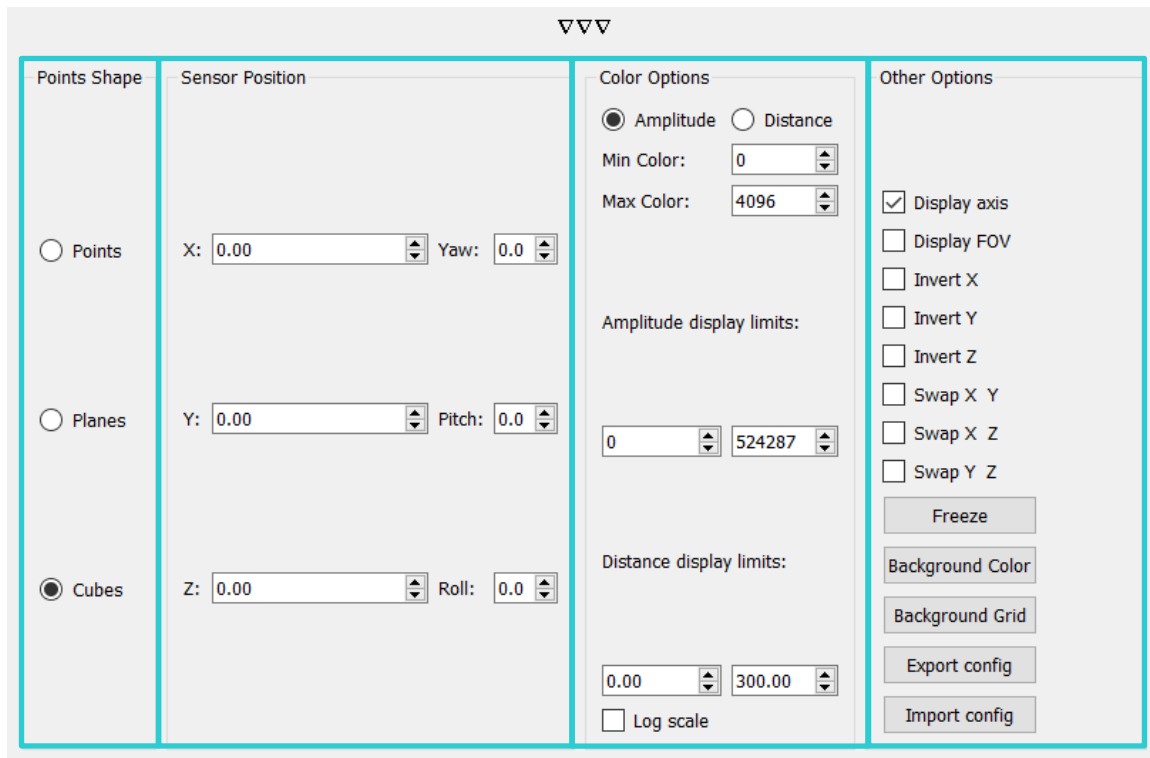 Points Shape
Points
Planes
Cubes
Sensor Position
X: 0.00 Yaw: 0.0
Y: 0.00 Pitch: 0.0
Z: 0.00 Roll: 0.0
Color Options
Amplitude Distance
Min Color: 0
Max Color: 4096
Amplitude display limits:
0 524287
Distance display limits:
0.00 300.00
Log scale
Other Options
Display axis
Display FOV
Invert X
Invert Y
Invert Z
Swap X Y
Swap X Z
Swap Y Z
Freeze
Background Color
Background Grid
Export config
Import config